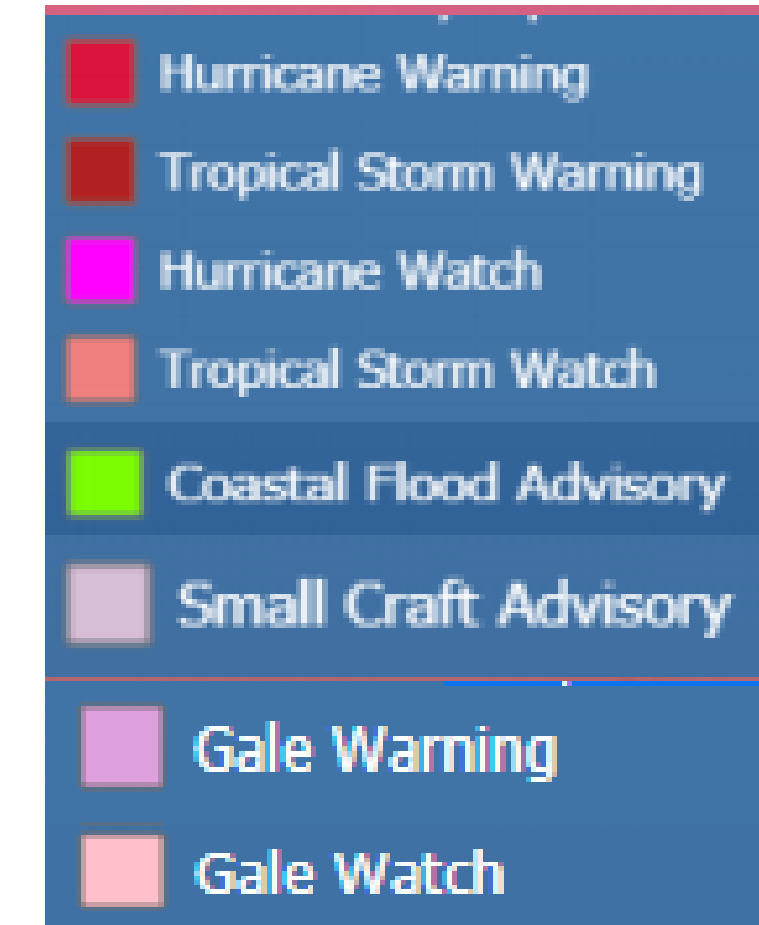 Hurricane Warning
Tropical Storm Warning
Hurricane Watch
Tropical Storm Watch
Coastal Flood Advisory
Small Craft Advisory
Gale Warning
Gale Watch